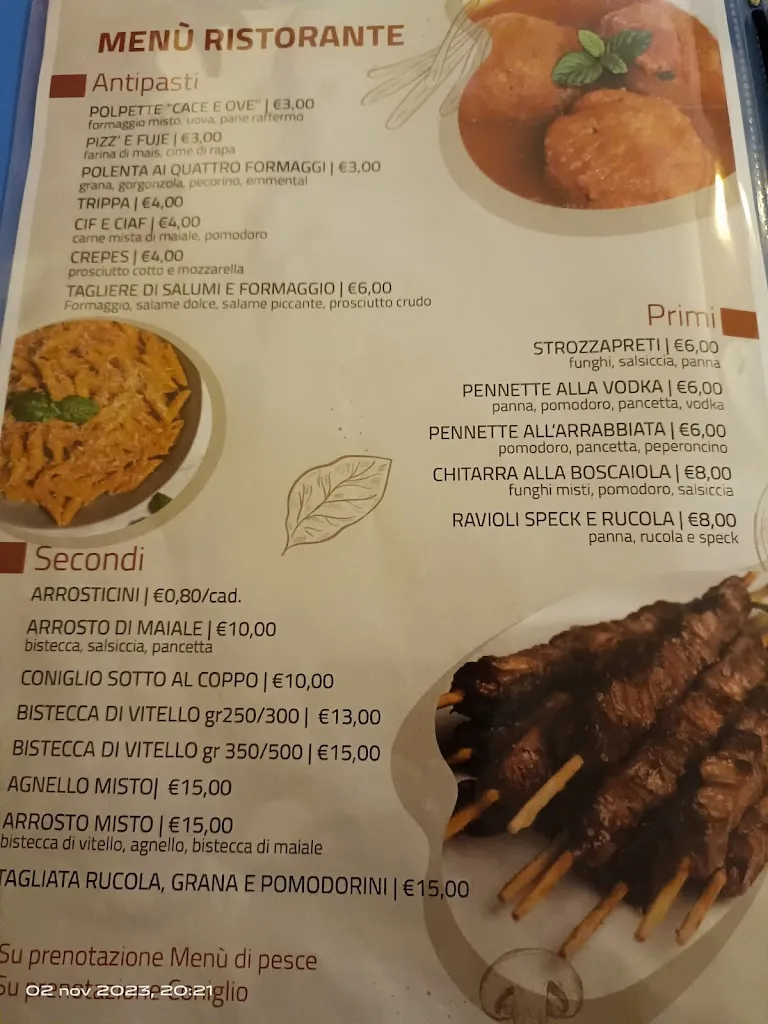 MENÙ RISTORANTE
Antipasti
POLPETTE "CACE E OVE" | €3,00
formaggio misto, uova, pane raffermo
PIZZ' E FUJE | €3,00
farina di mais, cime di rapa
POLENTA AI QUATTRO FORMAGGI | €3,00
grana, gorgonzola, pecorino, emmental
TRIPPA | €4,00
CIF E CIAF | €4,00
carne mista di maiale, pomodoro
CREPES | €4,00
prosciutto cotto e mozzarella
TAGLIERE DI SALUMI E FORMAGGIO | €6,00
Formaggio, salame dolce, salame piccante, prosciutto crudo
Primi
STROZZAPRETI | €6,00
funghi, salsiccia, panna
PENNETTE ALLA VODKA | €6,00
panna, pomodoro, pancetta, vodka
PENNETTE ALL'ARRABBIATA | €6,00
pomodoro, pancetta, peperoncino
CHITARRA ALLA BOSCAIOLA | €8,00
funghi misti, pomodoro, salsiccia
RAVIOLI SPECK E RUCOLA | €8,00
panna, rucola e speck
Secondi
ARROSTICINI | €0,80/cad.
ARROSTO DI MAIALE | €10,00
bistecca, salsiccia, pancetta
CONIGLIO SOTTO AL COPPO | €10,00
BISTECCA DI VITELLO gr250/300 | €13,00
BISTECCA DI VITELLO gr 350/500 | €15,00
AGNELLO MISTO| €15,00
ARROSTO MISTO | €15,00
bistecca di vitello, agnello, bistecca di maiale
TAGLIATA RUCOLA, GRANA E POMODORINI | €15,00
Su prenotazione Menù di pesce
Su prenotazione Coniglio
02 nov 2023, 20:21